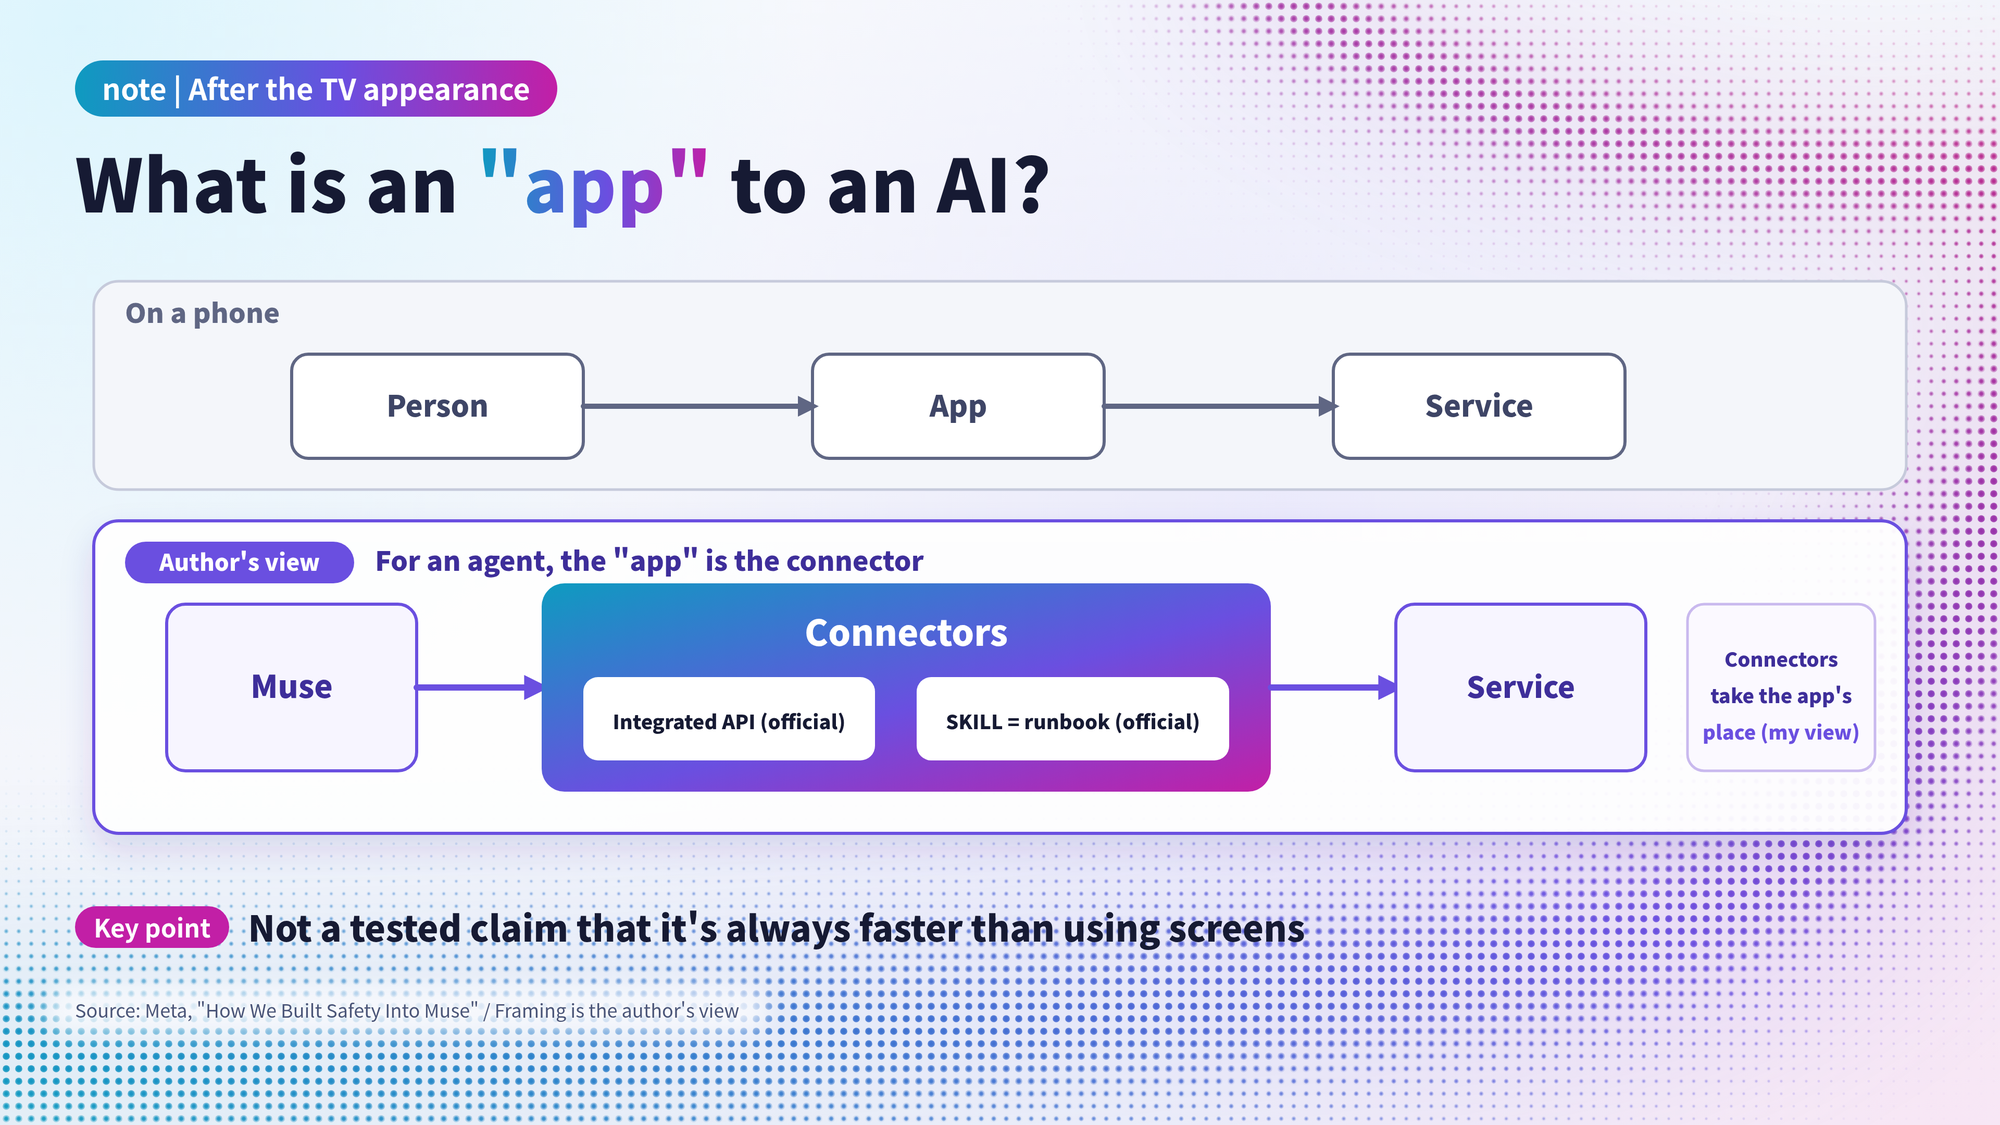 note | After the TV appearance
What is an "app" to an AI?
On a phone
Person
App
Service
Author's view
For an agent, the "app" is the connector
Muse
Connectors
Integrated API (official)
SKILL = runbook (official)
Service
Connectors
take the app's
place (my view)
Key point
Not a tested claim that it's always faster than using screens
Source: Meta, "How We Built Safety Into Muse" / Framing is the author's view